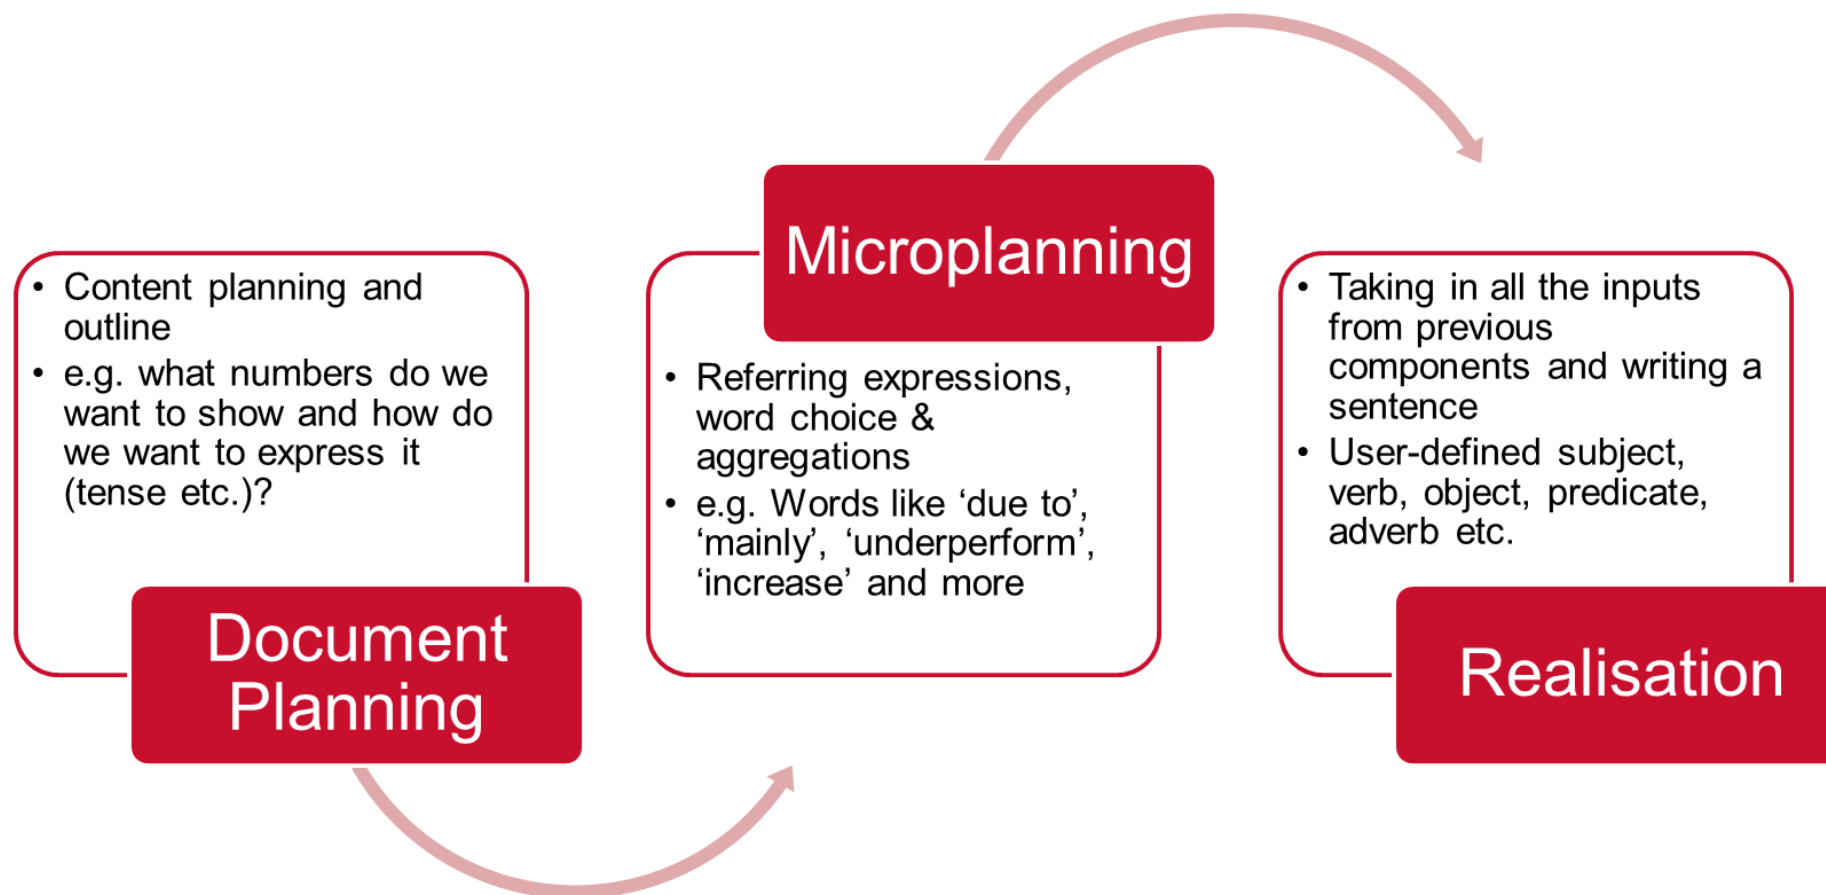 • Content planning and
outline
• e.g. what numbers do we
want to show and how do
we want to express it
(tense etc.)?
Document
Planning
Microplanning
• Referring expressions,
word choice &
aggregations
• e.g. Words like ‘due to’,
‘mainly’, ‘underperform’,
‘increase’ and more
• Taking in all the inputs
from previous
components and writing a
sentence
• User-defined subject,
verb, object, predicate,
adverb etc.
Realisation